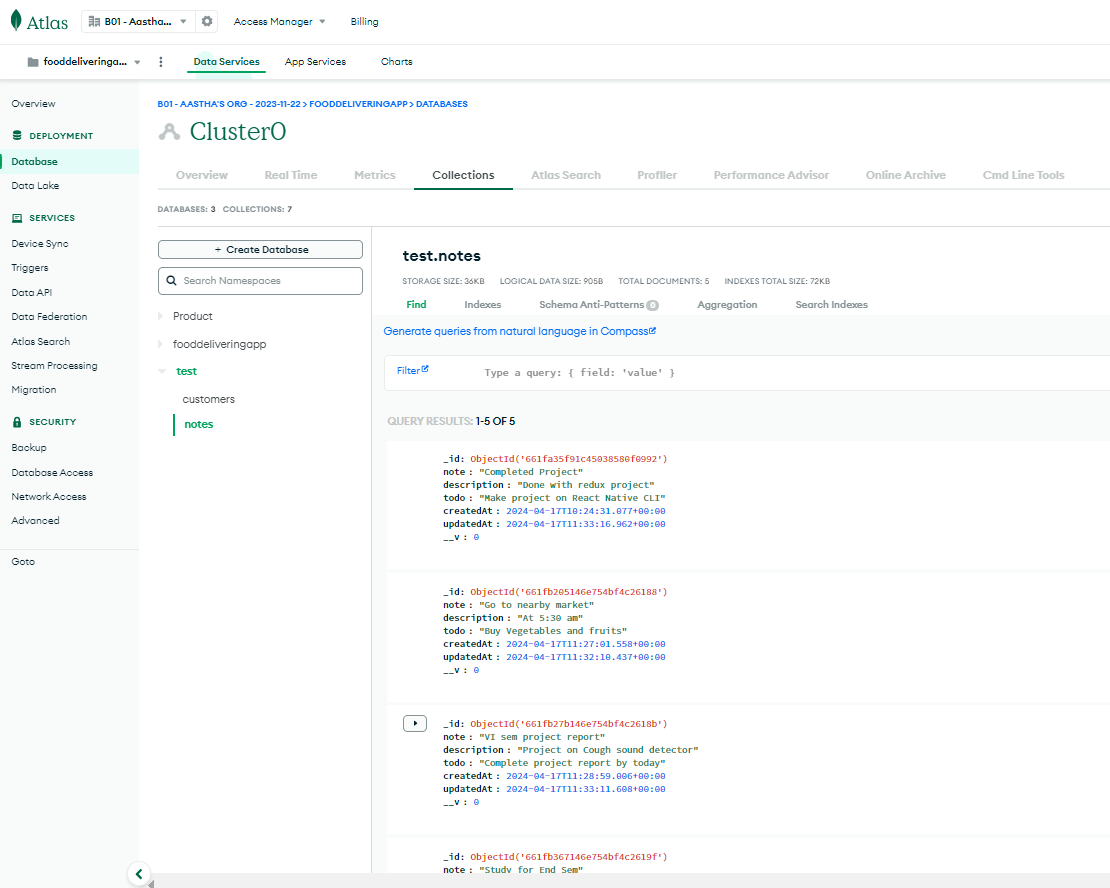 Atlas
B01 - Aastha...
Access Manager
Billing
fooddeliveringa...
Data Services
App Services
Charts
Overview
DEPLOYMENT
Database
Data Lake
SERVICES
Device Sync
Triggers
Data API
Data Federation
Atlas Search
Stream Processing
Migration
SECURITY
Backup
Database Access
Network Access
Advanced
Goto
B01 - AASTHA'S ORG - 2023-11-22 > FOODDELIVERINGAPP > DATABASES
Cluster0
Overview
Real Time
Metrics
Collections
Atlas Search
Profiler
Performance Advisor
Online Archive
Cmd Line Tools
DATABASES: 3 COLLECTIONS: 7
+ Create Database
Search Namespaces
Product
fooddeliveringapp
test
customers
notes
test.notes
STORAGE SIZE: 36KB LOGICAL DATA SIZE: 905B TOTAL DOCUMENTS: 5 INDEXES TOTAL SIZE: 72KB
Find
Indexes
Schema Anti-Patterns 0
Aggregation
Search Indexes
Generate queries from natural language in Compass
Filter
Type a query: { field: 'value' }
QUERY RESULTS: 1-5 OF 5
_id: ObjectId('661fa35f91c45038580f0992')
note : "Completed Project"
description : "Done with redux project"
todo : "Make project on React Native CLI"
createdAt : 2024-04-17T10:24:31.077+00:00
updatedAt : 2024-04-17T11:33:16.962+00:00
__v : 0
_id: ObjectId('661fb205146e754bf4c26188')
note : "Go to nearby market"
description : "At 5:30 am"
todo : "Buy Vegetables and fruits"
createdAt : 2024-04-17T11:27:01.558+00:00
updatedAt : 2024-04-17T11:32:10.437+00:00
__v : 0
_id: ObjectId('661fb27b146e754bf4c2618b')
note : "VI sem project report"
description : "Project on Cough sound detector"
todo : "Complete project report by today"
createdAt : 2024-04-17T11:28:59.006+00:00
updatedAt : 2024-04-17T11:33:11.608+00:00
__v : 0
_id: ObjectId('661fb367146e754bf4c2619f')
note : "Study for End Sem"